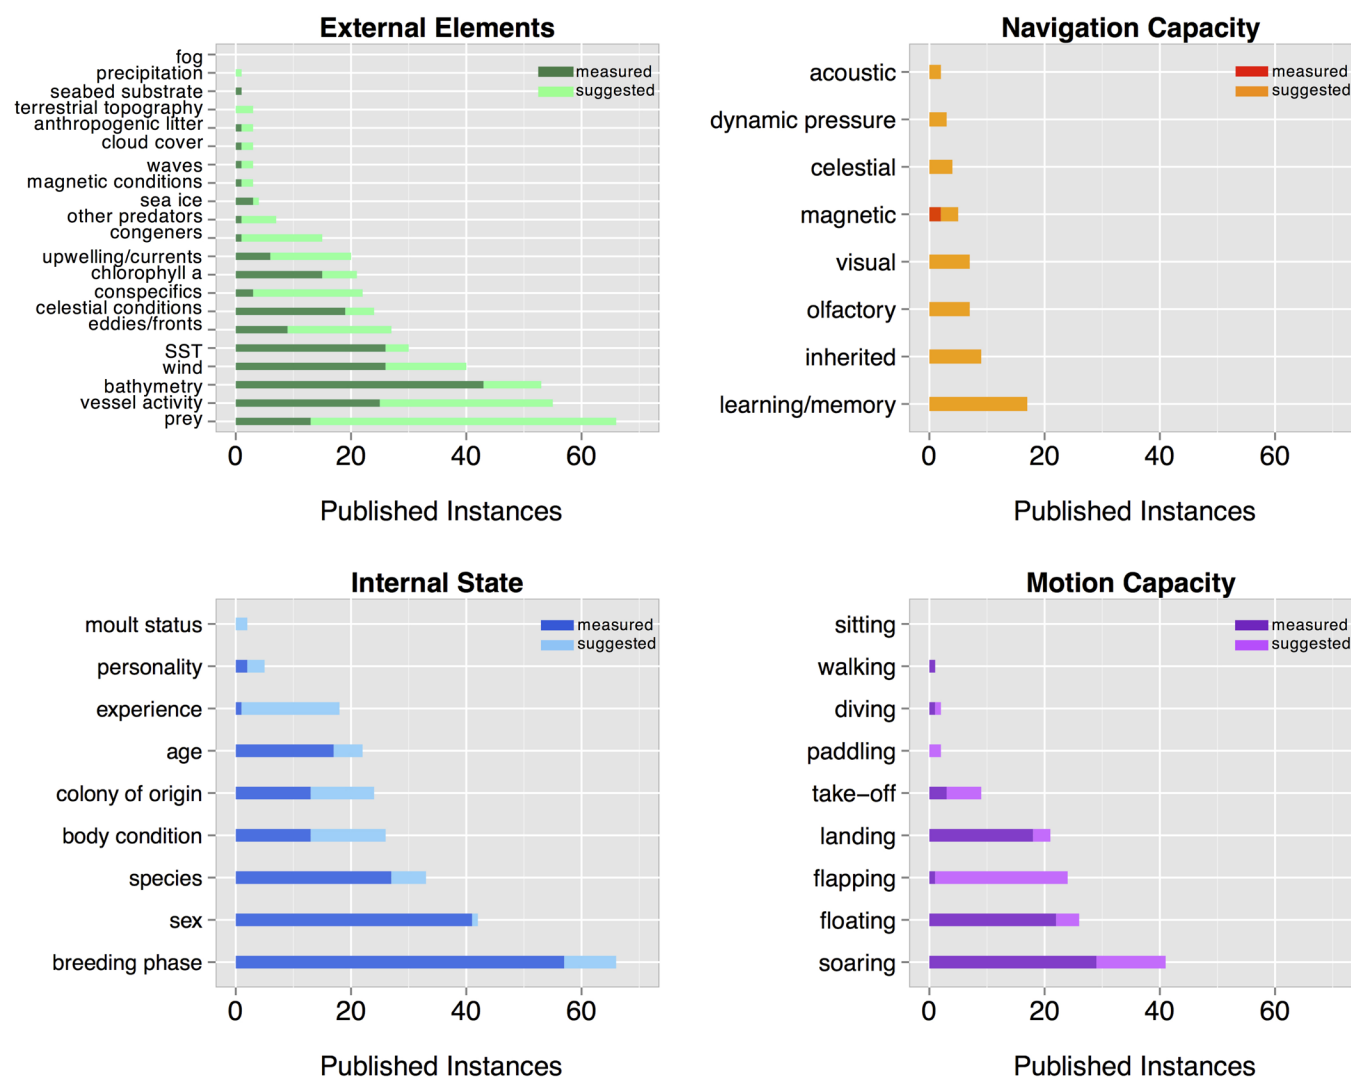 External Elements
fog
precipitation
seabed substrate
terrestrial topography
anthropogenic litter
cloud cover
waves
magnetic conditions
sea ice
other predators
congeners
upwelling/currents
chlorophyll a
conspecifics
celestial conditions
eddies/fronts
SST
wind
bathymetry
vessel activity
prey
measured
suggested
0 20 40 60
Published Instances
Navigation Capacity
acoustic
dynamic pressure
celestial
magnetic
visual
olfactory
inherited
learning/memory
measured
suggested
0 20 40 60
Published Instances
Internal State
moult status
personality
experience
age
colony of origin
body condition
species
sex
breeding phase
measured
suggested
0 20 40 60
Published Instances
Motion Capacity
sitting
walking
diving
paddling
take−off
landing
flapping
floating
soaring
measured
suggested
0 20 40 60
Published Instances